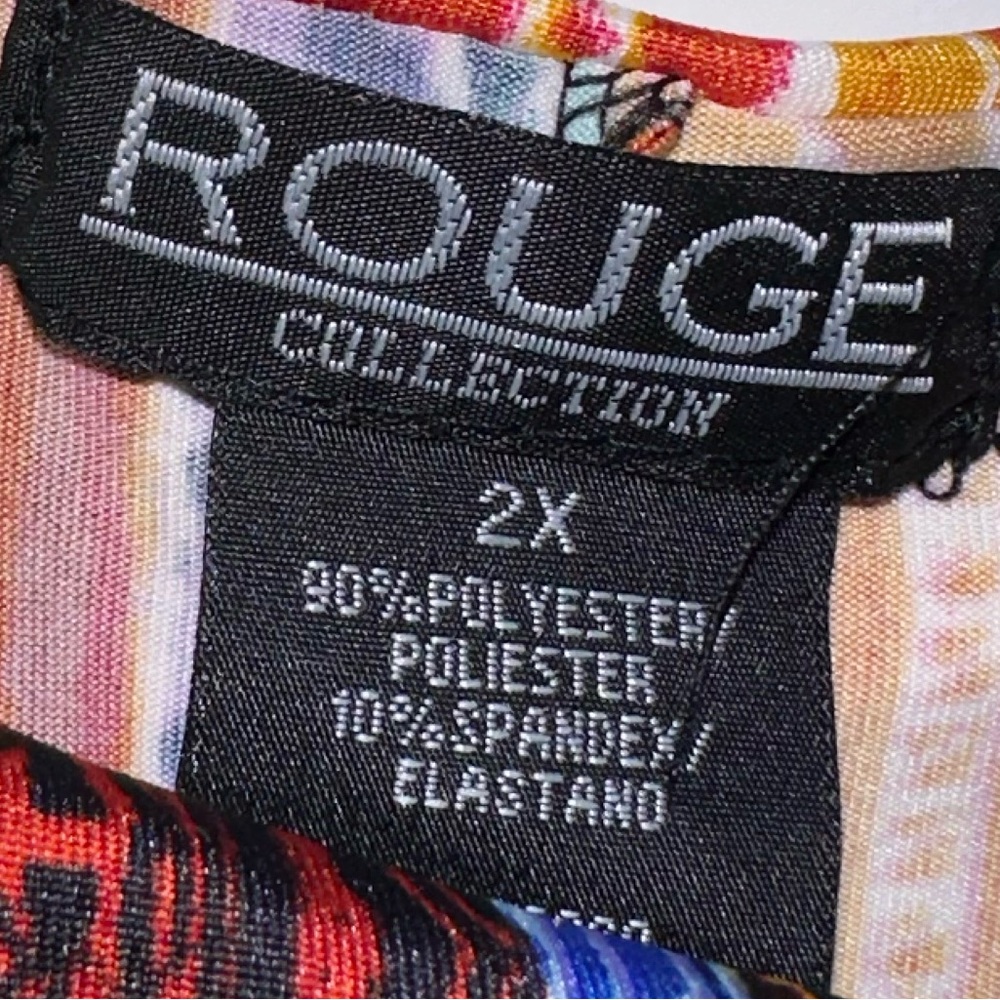 ROUGE
COLLECTION
2X
90%POLYESTER/
POLIESTER
10%SPANDEX/
ELASTANO